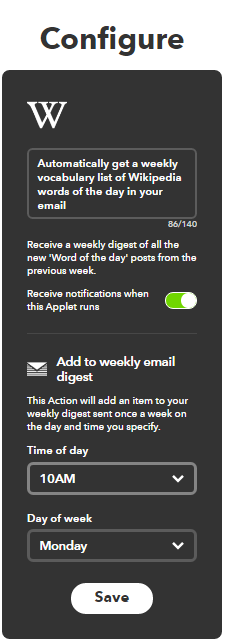 Configure
W
Automatically get a weekly
vocabulary list of Wikipedia
words of the day in your
email
86/140
Receive a weekly digest of all the
new 'Word of the day' posts from the
previous week.
Receive notifications when
this Applet runs
Add to weekly email
digest
This Action will add an item to your
weekly digest sent once a week on
the day and time you specify.
Time of day
10AM
Day of week
Monday
Save